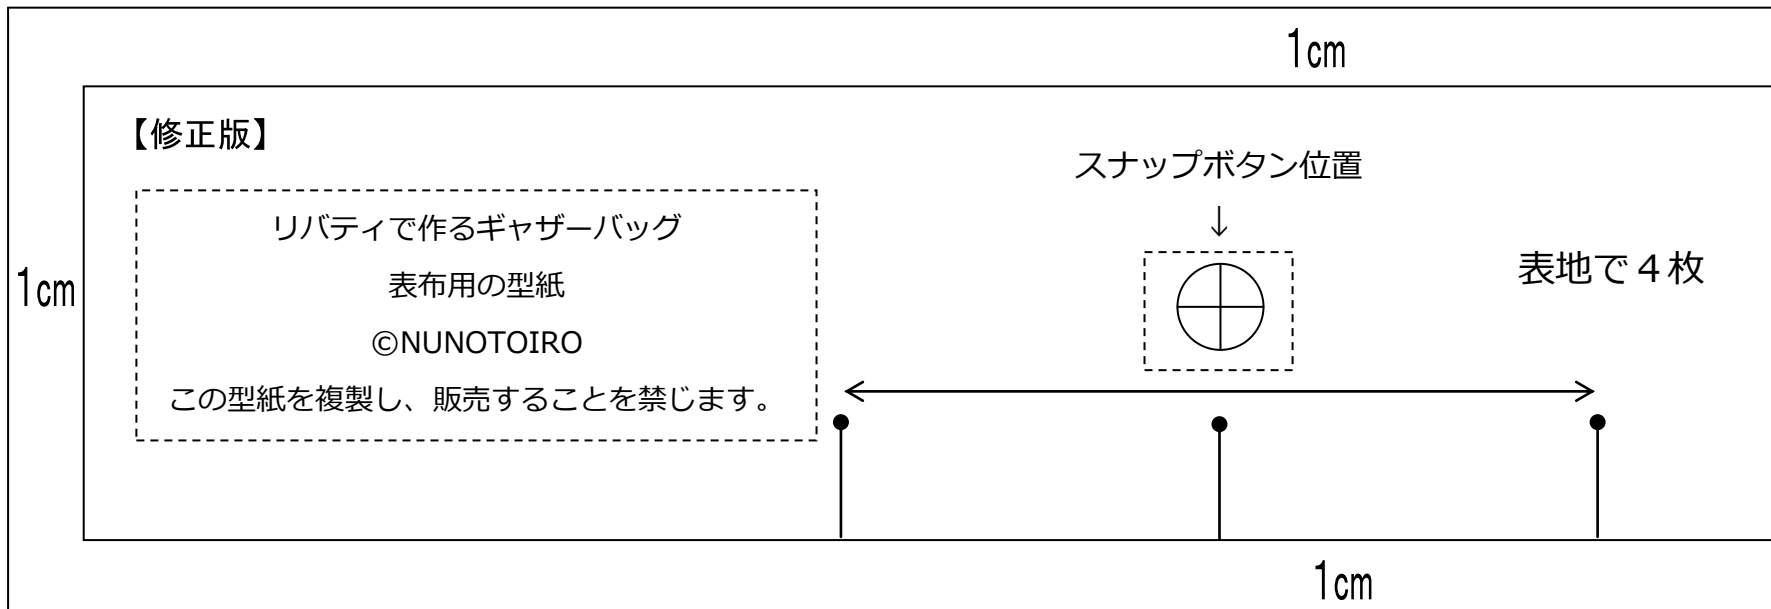 1cm
【修正版】
スナップボタン位置
↓
リバティで作るギャザーバッグ
表布用の型紙
©NUNOTOIRO
この型紙を複製し、販売することを禁じます。
1cm
表地で４枚
1cm